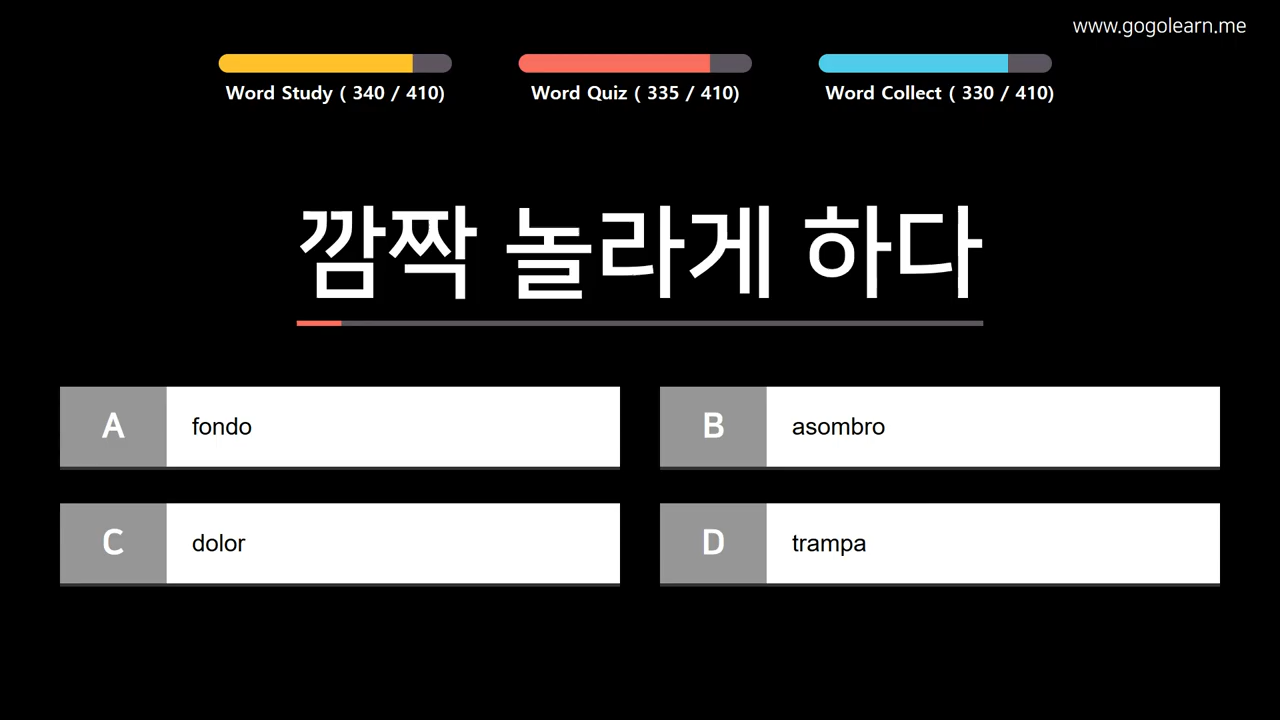 www.gogolearn.me
Word Study ( 340 / 410)
Word Quiz ( 335 / 410)
Word Collect ( 330 / 410)
깜짝 놀라게 하다
A fondo
B asombro
C dolor
D trampa